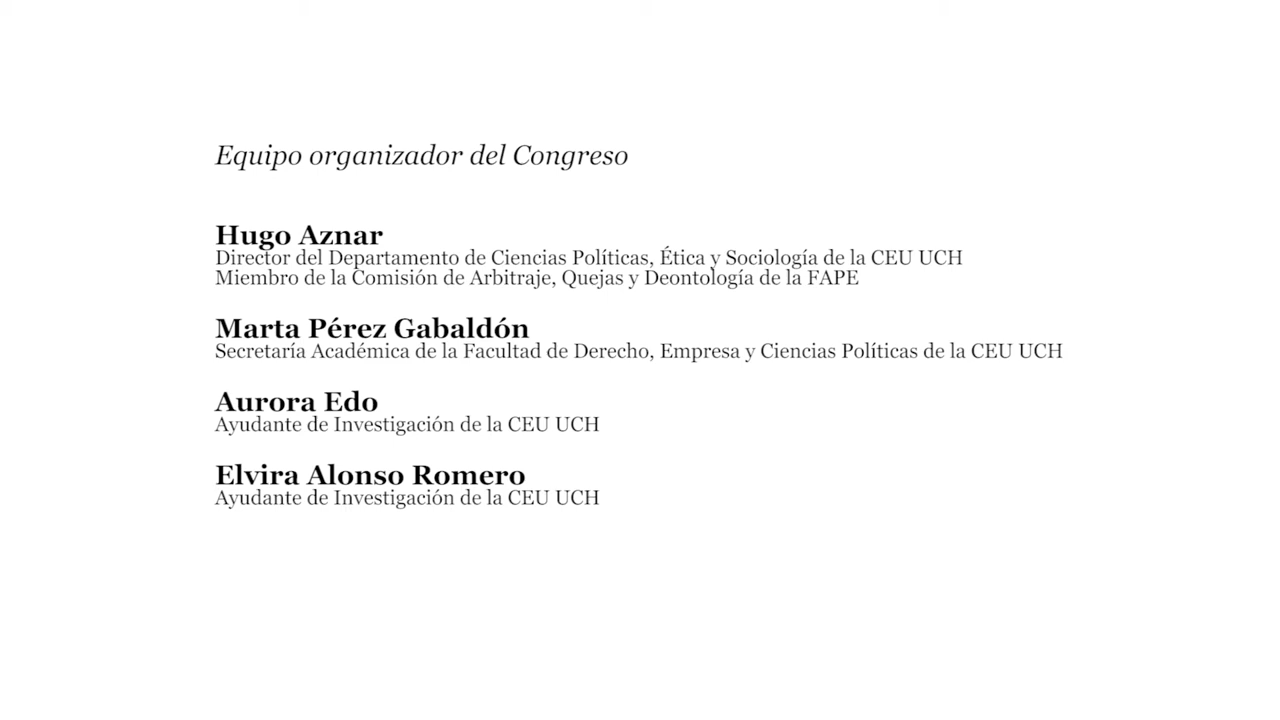 Equipo organizador del Congreso
Hugo Aznar
Director del Departamento de Ciencias Políticas, Ética y Sociología de la CEU UCH
Miembro de la Comisión de Arbitraje, Quejas y Deontología de la FAPE
Marta Pérez Gabaldón
Secretaría Académica de la Facultad de Derecho, Empresa y Ciencias Políticas de la CEU UCH
Aurora Edo
Ayudante de Investigación de la CEU UCH
Elvira Alonso Romero
Ayudante de Investigación de la CEU UCH